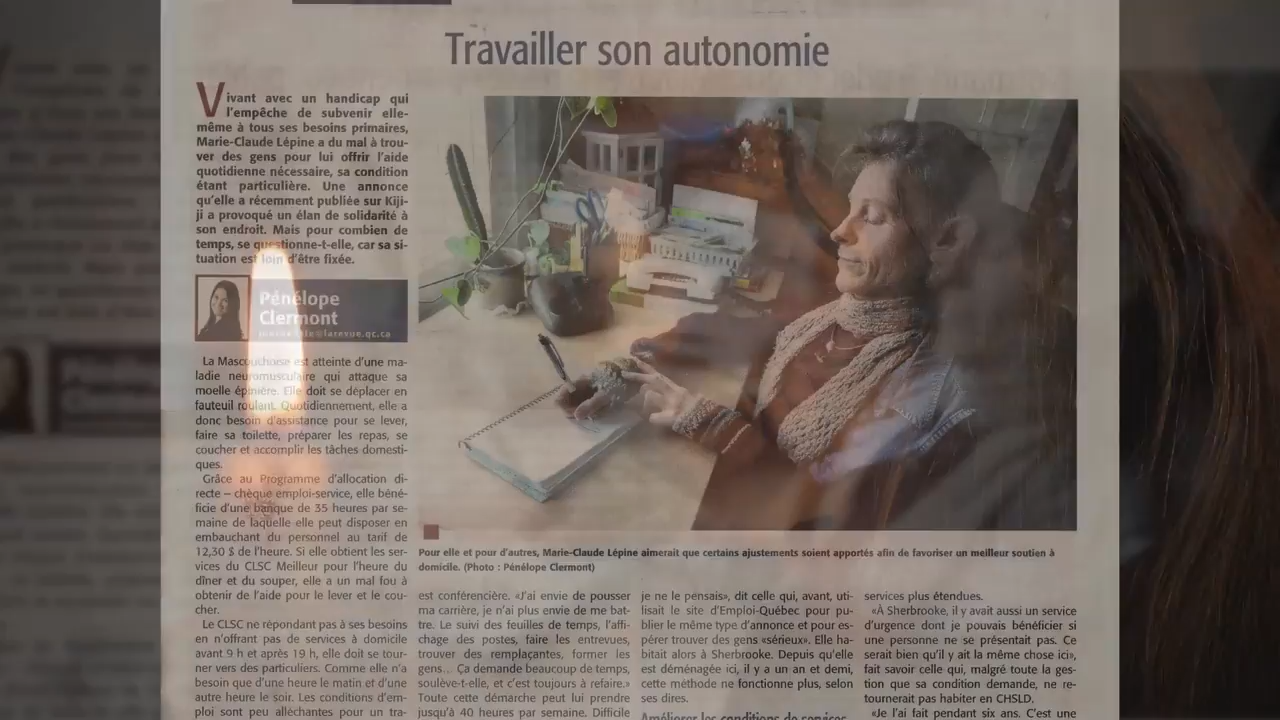 Travailler son autonomie
Vivant avec un handicap qui
l'empêche de subvenir elle-
même à tous ses besoins primaires,
Marie-Claude Lépine a du mal à trou-
ver des gens pour lui offrir l'aide
quotidienne nécessaire, sa condition
étant particulière. Une annonce
qu'elle a récemment publiée sur Kiji-
ji a provoqué un élan de solidarité à
son endroit. Mais pour combien de
temps, se questionne-t-elle, car sa si-
tuation est loin d'être fixée.
Pénélope
Clermont
La Mascouchoise est atteinte d'une ma-
ladie neuromusculaire qui attaque sa
moelle épinière. Elle doit se déplacer en
fauteuil roulant. Quotidiennement, elle a
donc besoin d'assistance pour se lever,
faire sa toilette, préparer les repas, se
coucher et accomplir les tâches domesti-
ques.
Grâce au Programme d'allocation di-
recte – chèque emploi-service, elle béné-
ficie d'une banque de 35 heures par se-
maine de laquelle elle peut disposer en
embauchant du personnel au tarif de
12,30 $ de l'heure. Si elle obtient les ser-
vices du CLSC Meilleur pour l'heure du
dîner et du souper, elle a un mal fou à
obtenir de l'aide pour le lever et le cou-
cher.
Le CLSC ne répondant pas à ses besoins
en n'offrant pas de services à domicile
avant 9 h et après 19 h, elle doit se tour-
ner vers des particuliers. Comme elle n'a
besoin que d'une heure le matin et d'une
autre heure le soir. Les conditions d'em-
ploi sont peu alléchantes pour un tra-
Pour elle et pour d'autres, Marie-Claude Lépine aimerait que certains ajustements soient apportés afin de favoriser un meilleur soutien à
domicile. (Photo : Pénélope Clermont)
est conférencière. «J'ai envie de pousser
ma carrière, je n'ai plus envie de me bat-
tre. Le suivi des feuilles de temps, l'affi-
chage des postes, faire les entrevues,
trouver des remplaçants, former les
gens... Ça demande beaucoup de temps,
soulève-t-elle, et c'est toujours à refaire.»
Toute cette démarche peut lui prendre
jusqu'à 40 heures par semaine. Difficile
je ne le pensais», dit celle qui, avant, uti-
lisait le site d'Emploi-Québec pour pu-
blier le même type d'annonce et pour es-
pérer trouver des gens «sérieux». Elle ha-
bitait alors à Sherbrooke. Depuis qu'elle
est déménagée ici, il y a un an et demi,
cette méthode ne fonctionne plus, selon
ses dires.
Améliorer les conditions de services
services plus étendues.
«À Sherbrooke, il y avait aussi un service
d'urgence dont je pouvais bénéficier si
une personne ne se présentait pas. Ce
serait bien qu'il y ait la même chose ici»,
fait savoir celle qui, malgré toute la ges-
tion que sa condition demande, ne re-
tournerait pas habiter en CHSLD.
«Je l'ai fait pendant six ans. C'est une